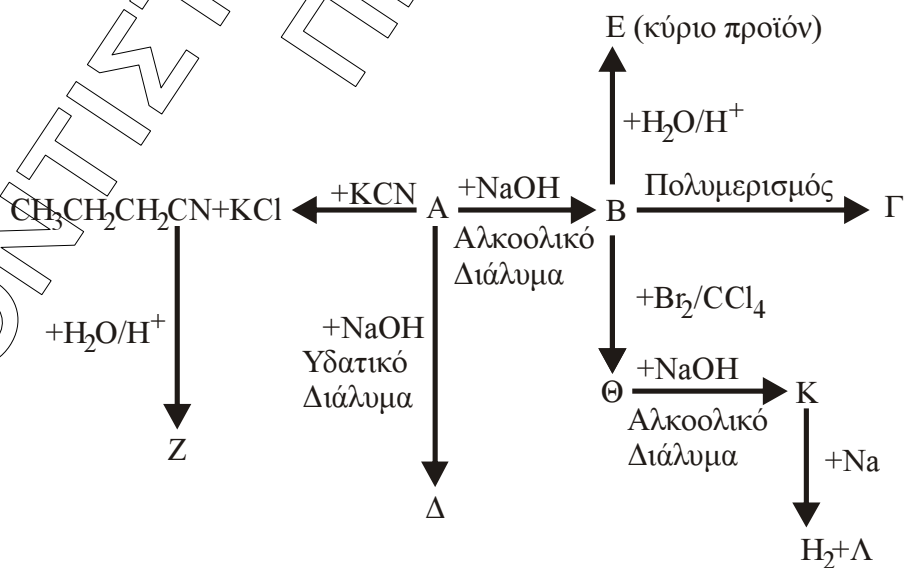 Ε (κύριο προϊόν)
+H₂O/H⁺
CH₃CH₂CH₂CN+KCl
+KCN
Α
+NaOH
Αλκοολικό
Διάλυμα
Β
Πολυμερισμός
Γ
+H₂O/H⁺
Ζ
+NaOH
Υδατικό
Διάλυμα
Δ
+Br₂/CCl₄
Θ
+NaOH
Αλκοολικό
Διάλυμα
Κ
+Na
H₂+Λ